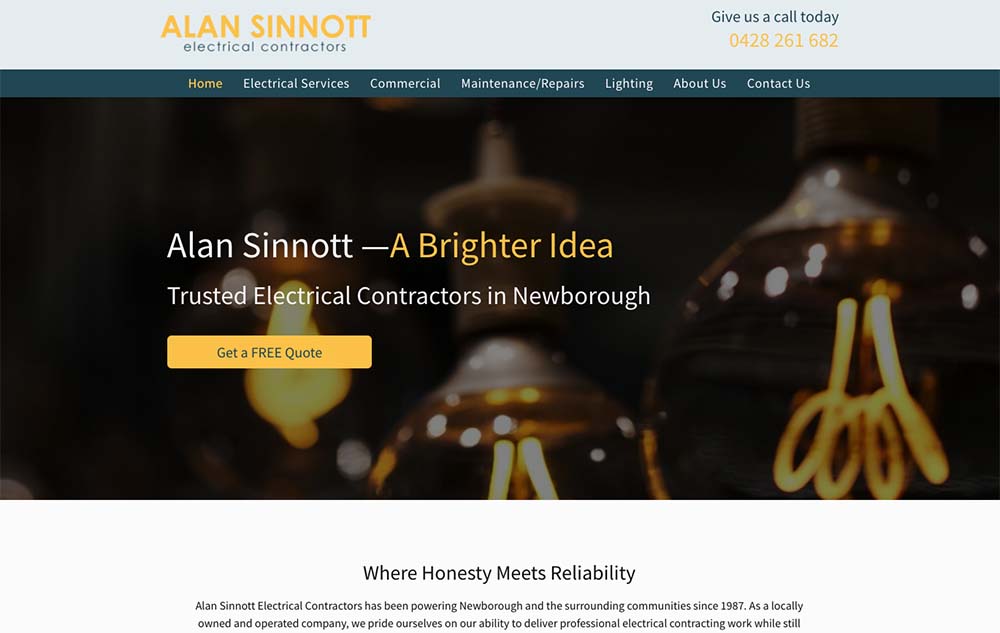 ALAN SINNOTT
electrical contractors
Give us a call today
0428 261 682
Home Electrical Services Commercial Maintenance/Repairs Lighting About Us Contact Us
Alan Sinnott —A Brighter Idea
Trusted Electrical Contractors in Newborough
Get a FREE Quote
Where Honesty Meets Reliability
Alan Sinnott Electrical Contractors has been powering Newborough and the surrounding communities since 1987. As a locally
owned and operated company, we pride ourselves on our ability to deliver professional electrical contracting work while still